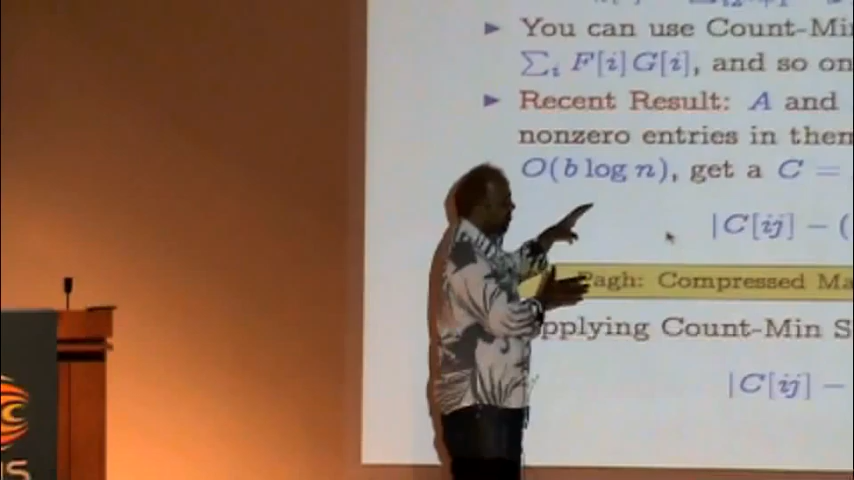 You can use Count-Min
∑ᵢ F[i]G[i], and so on
Recent Result: A and
nonzero entries in them
O(b log n), get a C =
|C[ij] − (
Pagh: Compressed Ma
pplying Count-Min S
|C[ij] −